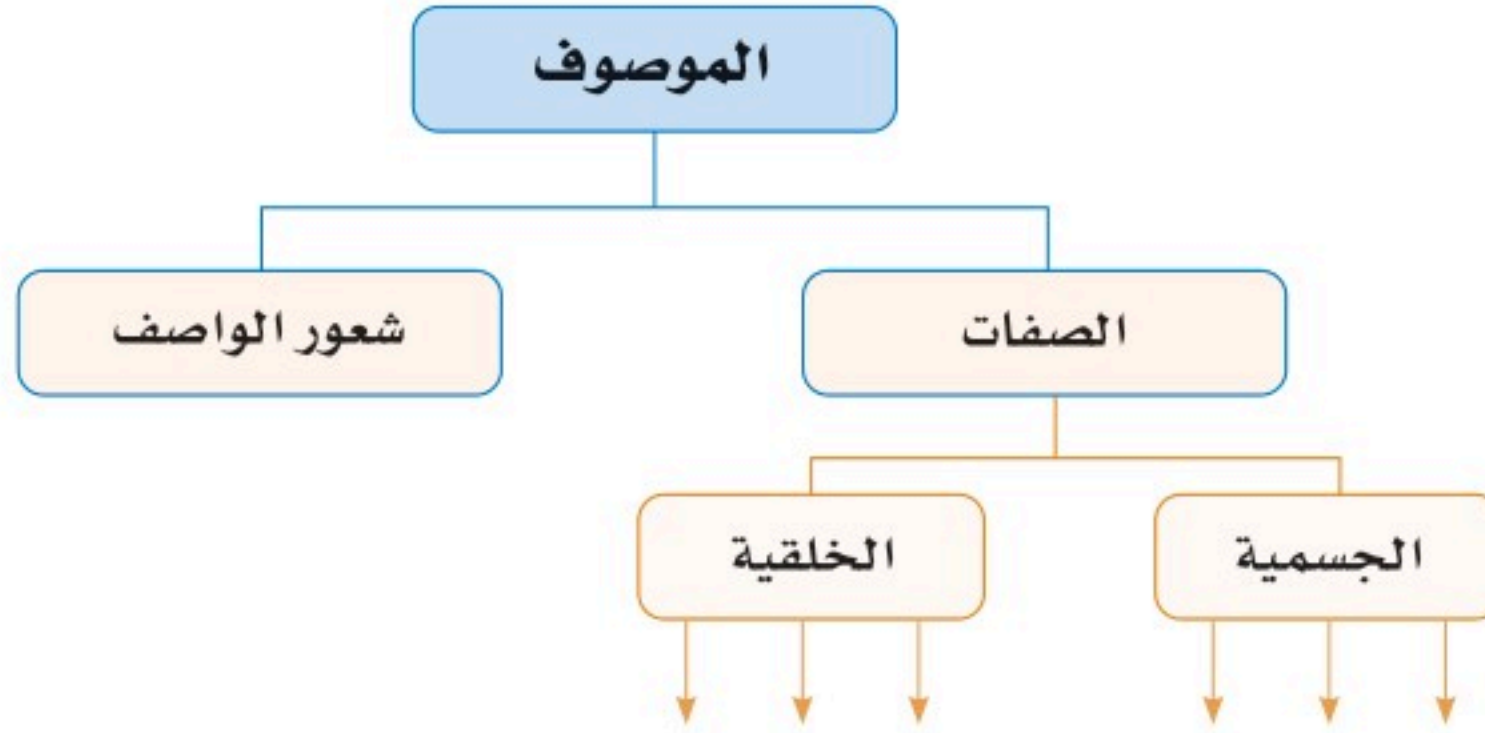 الموصوف
الصفات
شعور الواصف
الجسمية
الخلقية